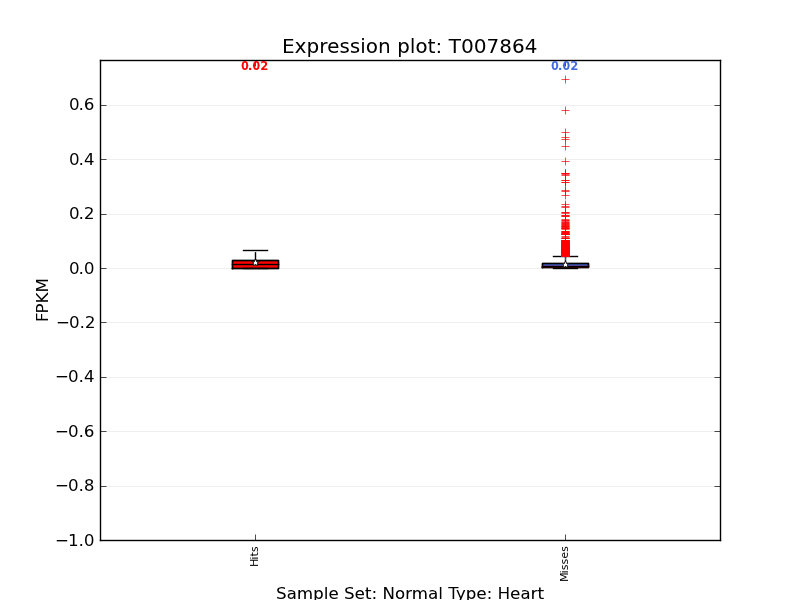 Expression plot: T007864
0.02
0.02
0.6
0.4
0.2
0.0
−0.2
−0.4
−0.6
−0.8
−1.0
FPKM
Hits
Misses
Sample Set: Normal Type: Heart